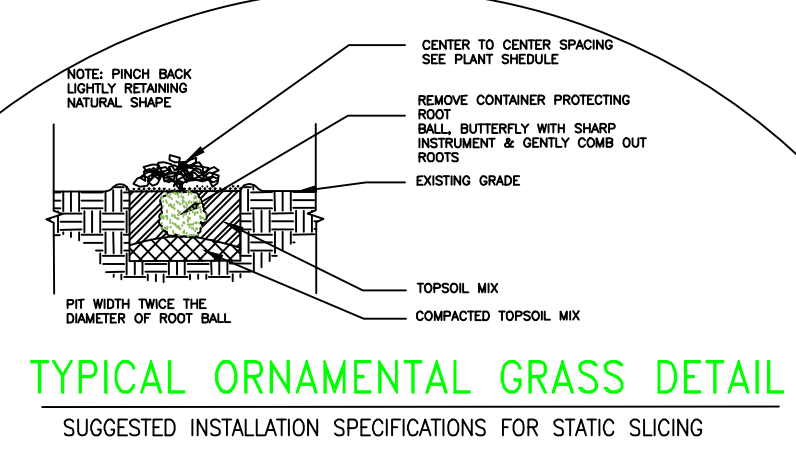 NOTE: PINCH BACK
LIGHTLY RETAINING
NATURAL SHAPE
CENTER TO CENTER SPACING
SEE PLANT SHEDULE
REMOVE CONTAINER PROTECTING
ROOT
BALL, BUTTERFLY WITH SHARP
INSTRUMENT & GENTLY COMB OUT
ROOTS
EXISTING GRADE
TOPSOIL MIX
COMPACTED TOPSOIL MIX
PIT WIDTH TWICE THE
DIAMETER OF ROOT BALL
TYPICAL ORNAMENTAL GRASS DETAIL
SUGGESTED INSTALLATION SPECIFICATIONS FOR STATIC SLICING